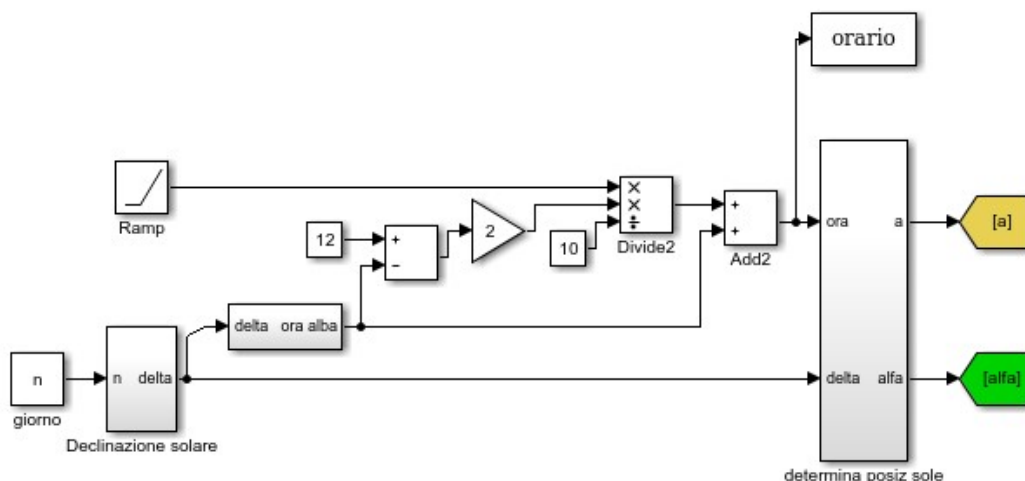 orario
Ramp
12
+
−
2
×
×
÷
10
Divide2
+
+
Add2
ora
a
delta
alfa
determina posiz sole
[a]
[alfa]
delta
ora alba
n
giorno
n
delta
Declinazione solare